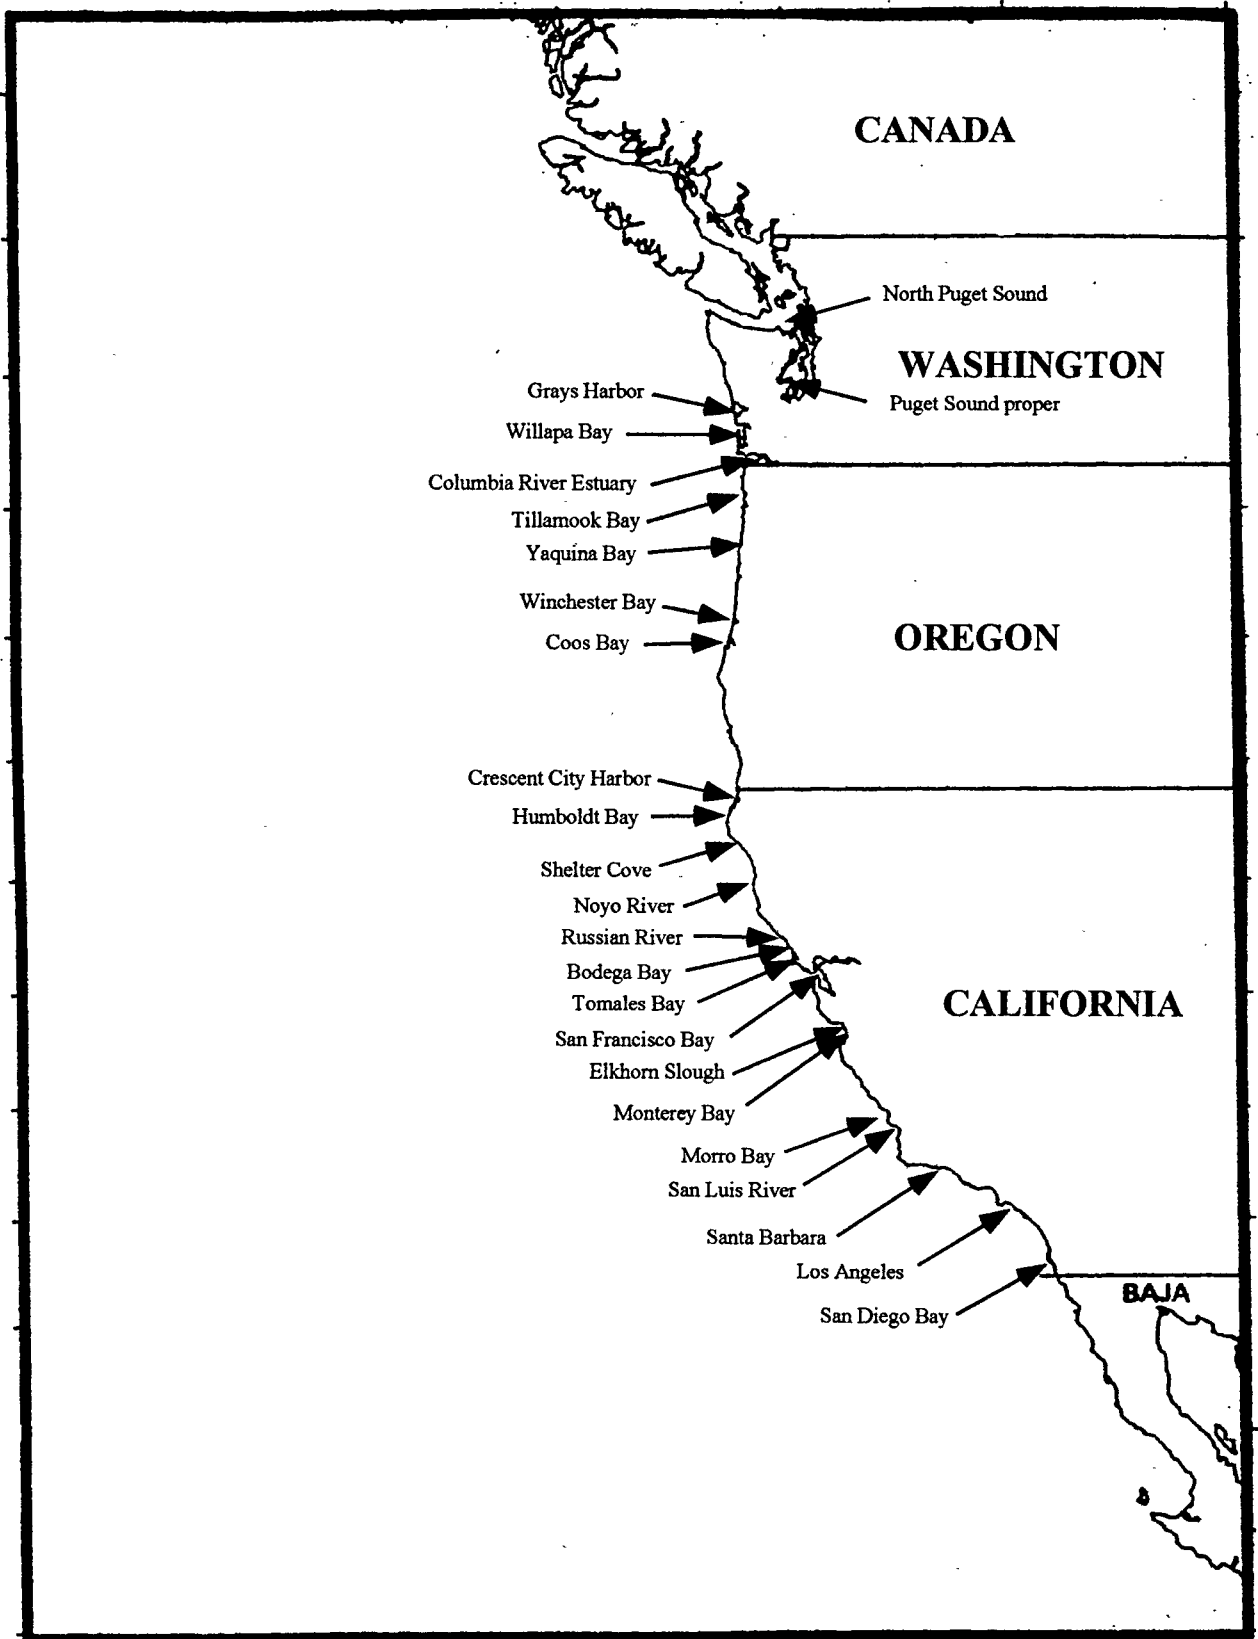 CANADA
North Puget Sound
WASHINGTON
Grays Harbor
Puget Sound proper
Willapa Bay
Columbia River Estuary
Tillamook Bay
Yaquina Bay
Winchester Bay
OREGON
Coos Bay
Crescent City Harbor
Humboldt Bay
Shelter Cove
Noyo River
Russian River
Bodega Bay
Tomales Bay
CALIFORNIA
San Francisco Bay
Elkhorn Slough
Monterey Bay
Morro Bay
San Luis River
Santa Barbara
Los Angeles
BAJA
San Diego Bay